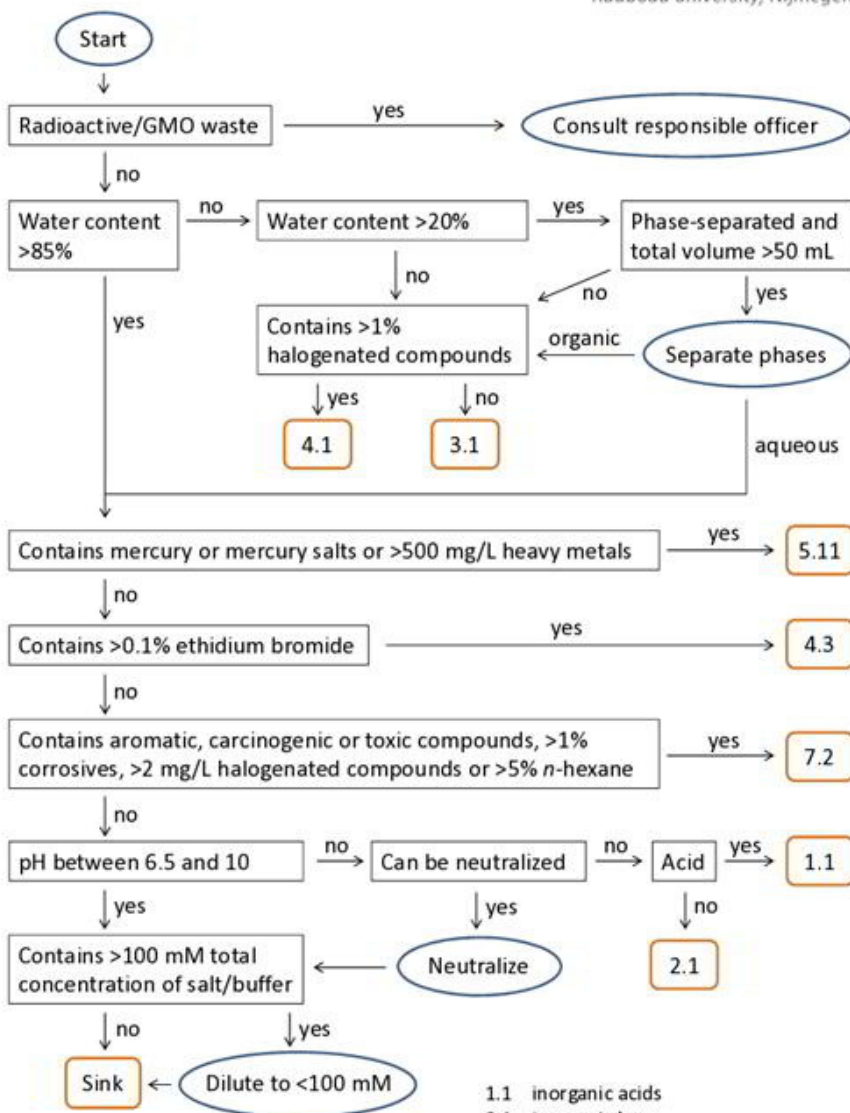 Radboud University, Nijmegen
Start
Radioactive/GMO waste
yes
Consult responsible officer
no
Water content
>85%
no
Water content >20%
yes
Phase-separated and
total volume >50 mL
no
no
yes
yes
Contains >1%
halogenated compounds
organic
Separate phases
yes
no
4.1
3.1
aqueous
Contains mercury or mercury salts or >500 mg/L heavy metals
yes
5.11
no
Contains >0.1% ethidium bromide
yes
4.3
no
Contains aromatic, carcinogenic or toxic compounds, >1%
corrosives, >2 mg/L halogenated compounds or >5% n-hexane
yes
7.2
no
pH between 6.5 and 10
no
Can be neutralized
no
Acid
yes
1.1
yes
yes
no
Contains >100 mM total
concentration of salt/buffer
Neutralize
2.1
no
yes
Sink
Dilute to <100 mM
1.1 inorganic acids